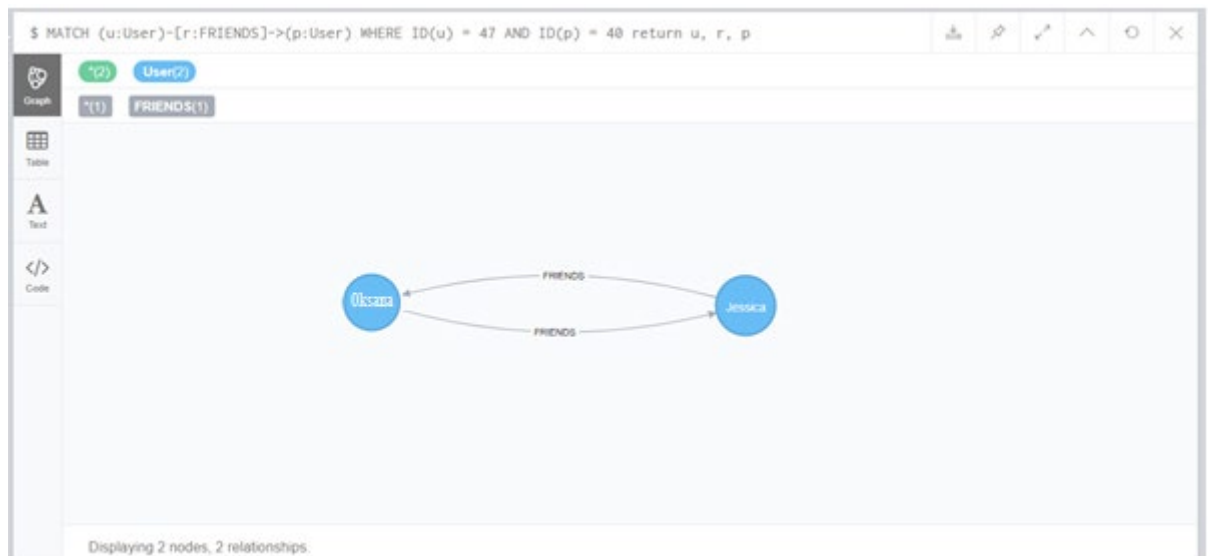 $ MATCH (u:User)-[r:FRIENDS]->(p:User) WHERE ID(u) = 47 AND ID(p) = 40 return u, r, p
*(2) User(2)
Graph
*(1) FRIENDS(1)
Table
A
Text
</>
Code
FRIENDS
Oksana
Jessica
FRIENDS
Displaying 2 nodes, 2 relationships.